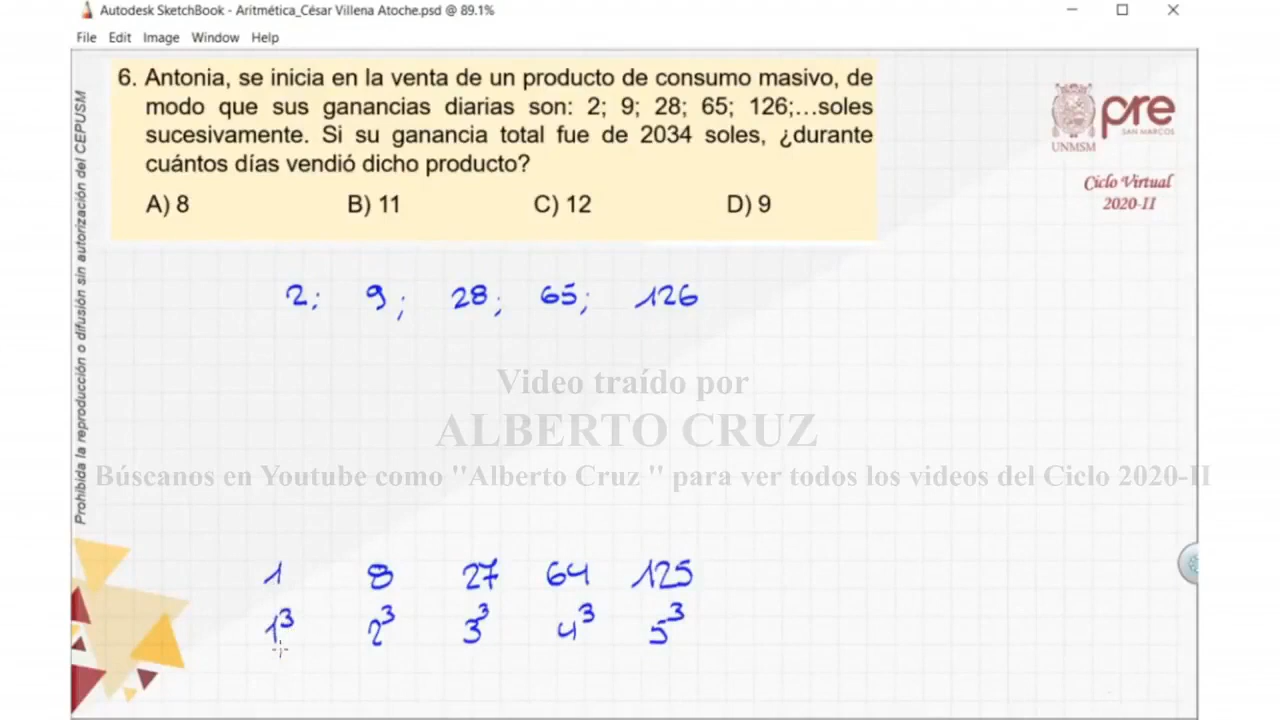 Autodesk SketchBook - Aritmética_César Villena Atoche.psd @ 89.1%
File Edit Image Window Help
6. Antonia, se inicia en la venta de un producto de consumo masivo, de
modo que sus ganancias diarias son: 2; 9; 28; 65; 126;...soles
sucesivamente. Si su ganancia total fue de 2034 soles, ¿durante
cuántos días vendió dicho producto?
A) 8 B) 11 C) 12 D) 9
pre
SAN MARCOS
UNMSM
Ciclo Virtual
2020-II
Prohibida la reproducción o difusión sin autorización del CEPUSM
2; 9; 28; 65; 126
Video traído por
ALBERTO CRUZ
Búscanos en Youtube como "Alberto Cruz " para ver todos los videos del Ciclo 2020-II
1 8 27 64 125
1³ 2³ 3³ 4³ 5³